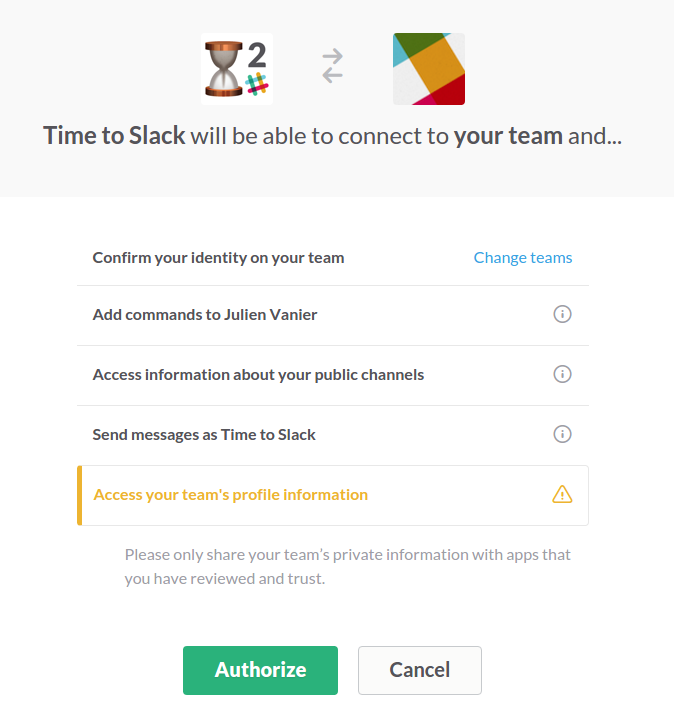 2
Time to Slack will be able to connect to your team and...
Confirm your identity on your team
Change teams
Add commands to Julien Vanier
Access information about your public channels
Send messages as Time to Slack
Access your team's profile information
Please only share your team’s private information with apps that
you have reviewed and trust.
Authorize
Cancel